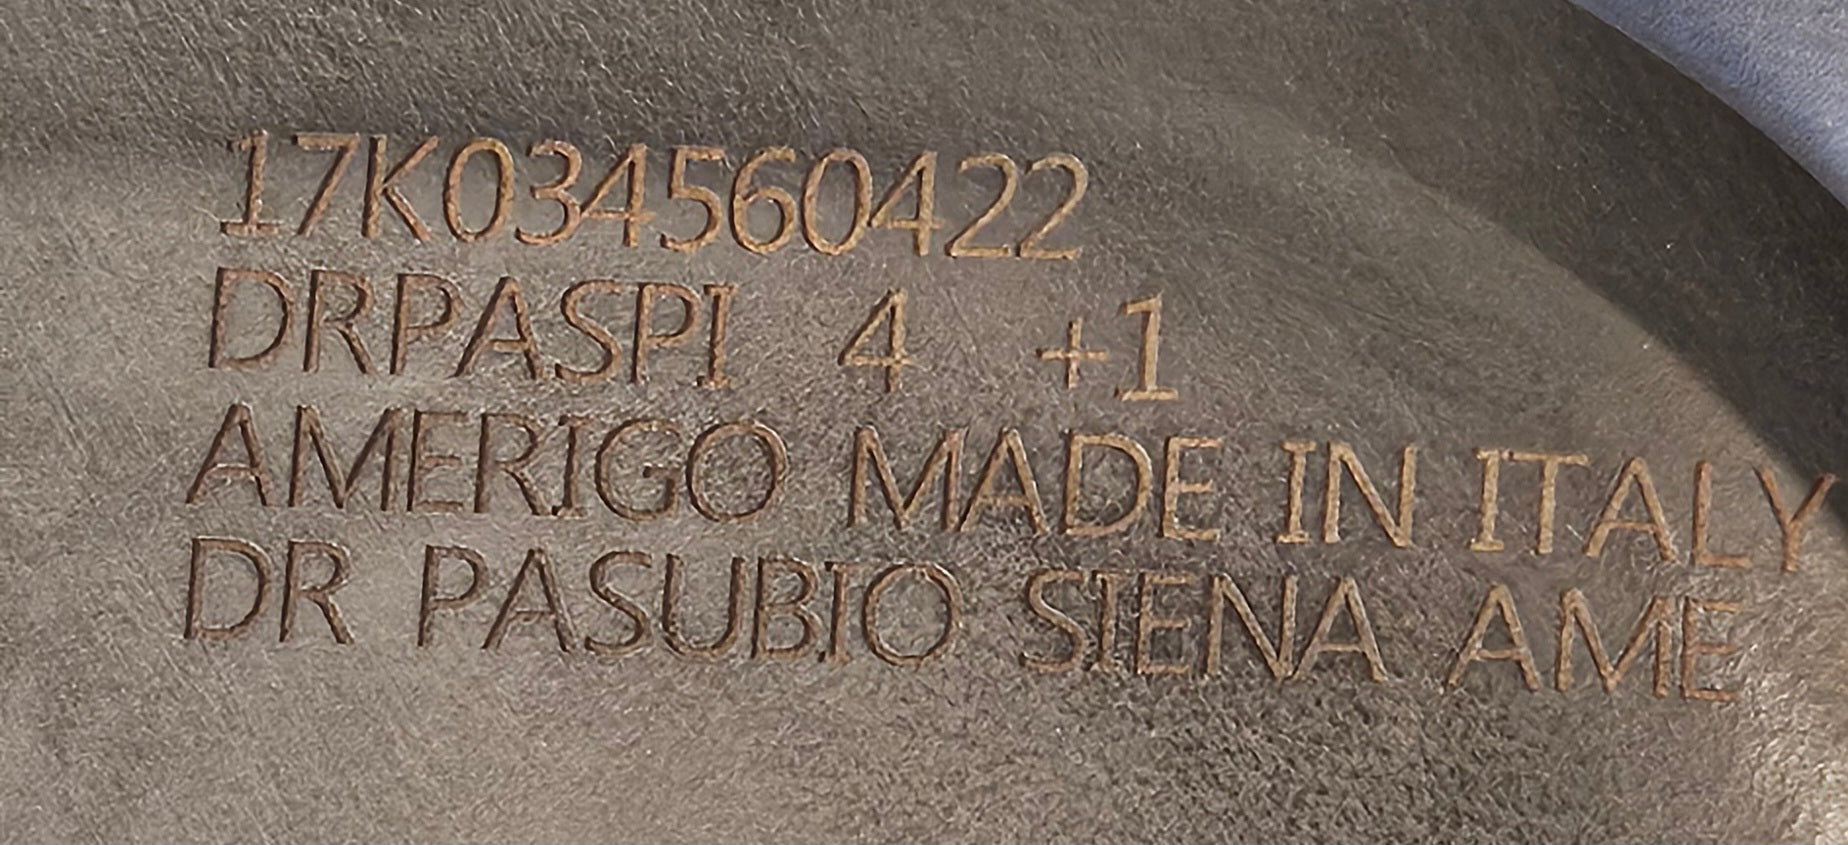 17K034560422
DRPASPI 4 +1
AMERIGO MADE IN ITALY
DR PASUBIO SIENA AME